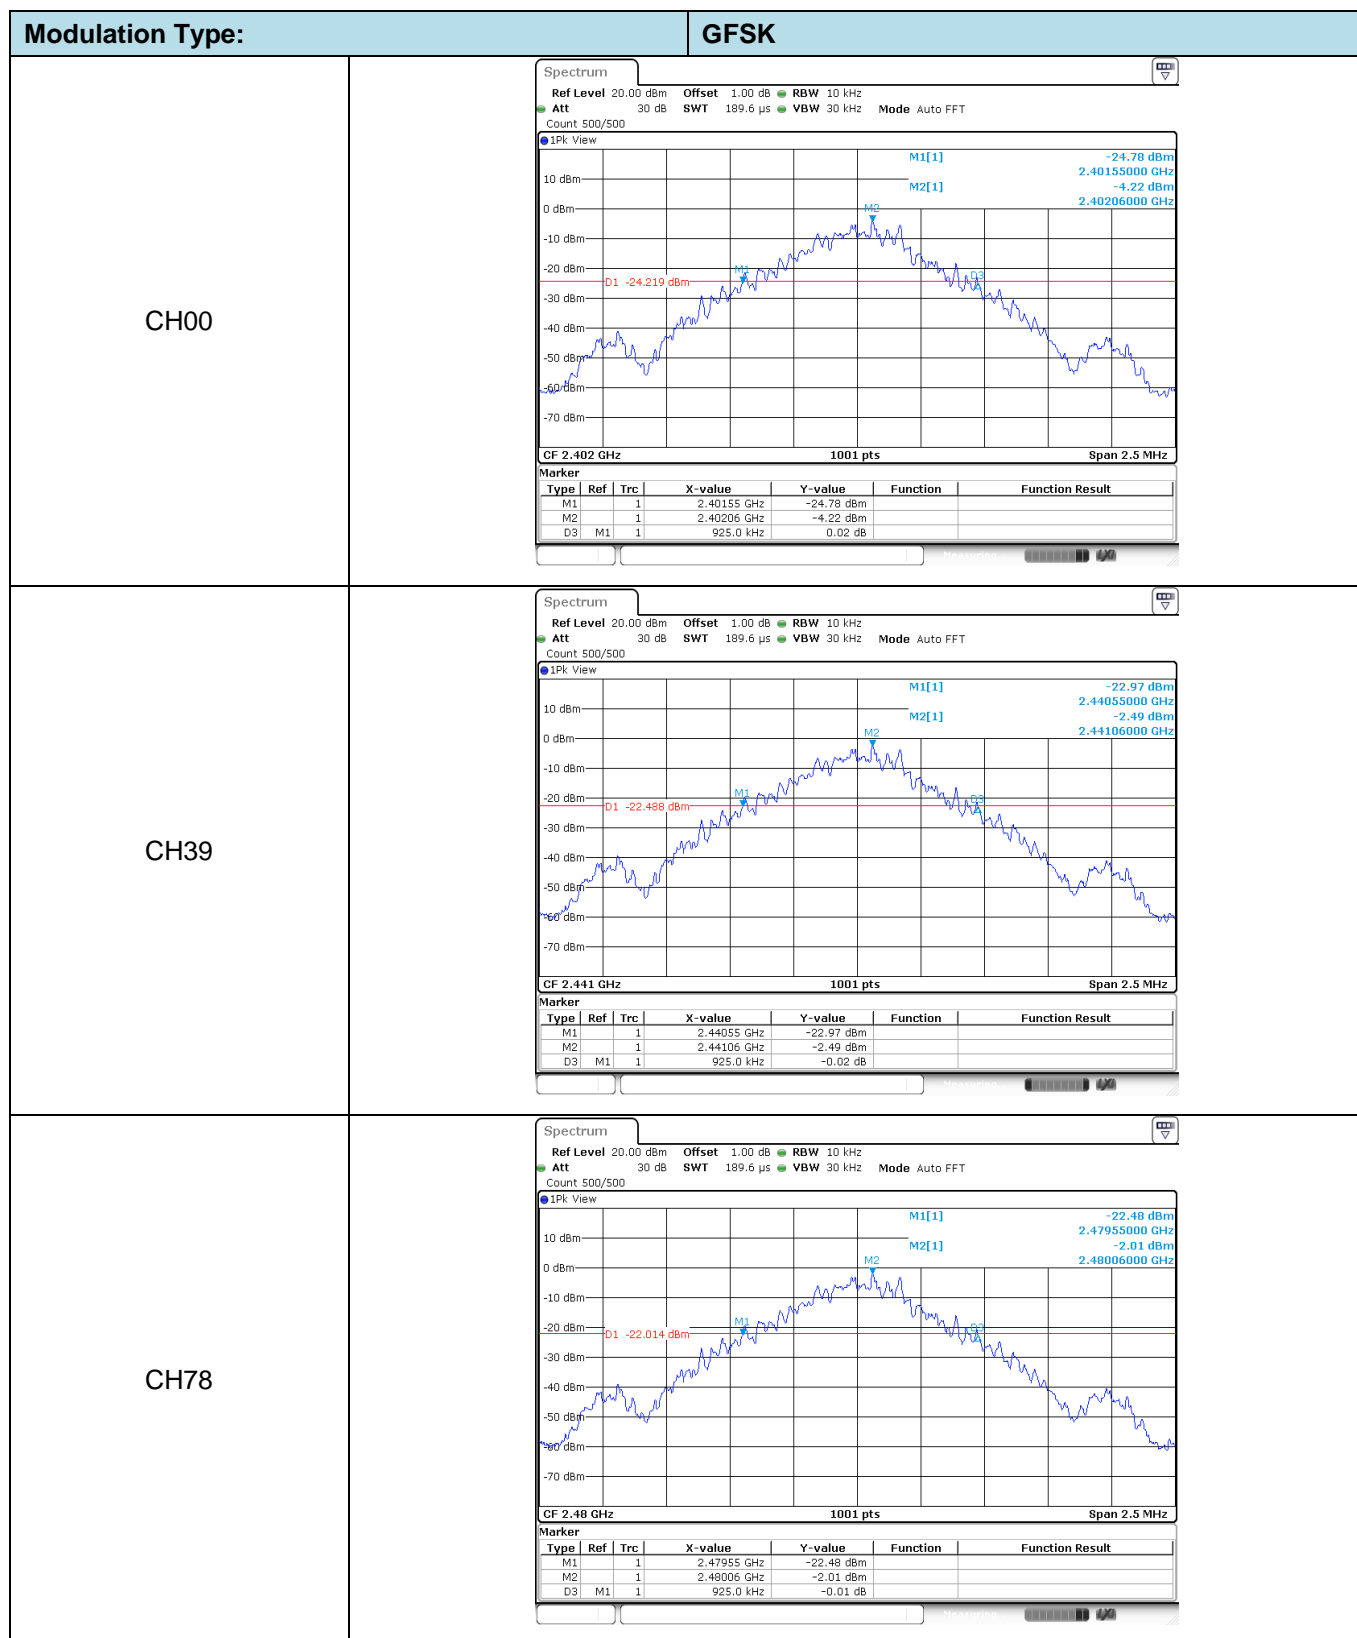 Modulation Type: GFSK
CH00
Spectrum
Ref Level 20.00 dBm Offset 1.00 dB RBW 10 kHz
Att 30 dB SWT 189.6 µs VBW 30 kHz Mode Auto FFT
Count 500/500
1Pk View
M1[1] -24.78 dBm
2.40155000 GHz
10 dBm
M2[1] -4.22 dBm
2.40206000 GHz
0 dBm
M2
-10 dBm
-20 dBm
M1
D3
D1 -24.219 dBm
-30 dBm
-40 dBm
-50 dBm
-60 dBm
-70 dBm
CF 2.402 GHz 1001 pts Span 2.5 MHz
Marker
Type Ref Trc X-value Y-value Function Function Result
M1 1 2.40155 GHz -24.78 dBm
M2 1 2.40206 GHz -4.22 dBm
D3 M1 1 925.0 kHz 0.02 dB
Measuring...
CH39
Spectrum
Ref Level 20.00 dBm Offset 1.00 dB RBW 10 kHz
Att 30 dB SWT 189.6 µs VBW 30 kHz Mode Auto FFT
Count 500/500
1Pk View
M1[1] -22.97 dBm
2.44055000 GHz
10 dBm
M2[1] -2.49 dBm
2.44106000 GHz
M2
0 dBm
-10 dBm
-20 dBm
M1
D3
D1 -22.488 dBm
-30 dBm
-40 dBm
-50 dBm
-60 dBm
-70 dBm
CF 2.441 GHz 1001 pts Span 2.5 MHz
Marker
Type Ref Trc X-value Y-value Function Function Result
M1 1 2.44055 GHz -22.97 dBm
M2 1 2.44106 GHz -2.49 dBm
D3 M1 1 925.0 kHz -0.02 dB
Measuring...
CH78
Spectrum
Ref Level 20.00 dBm Offset 1.00 dB RBW 10 kHz
Att 30 dB SWT 189.6 µs VBW 30 kHz Mode Auto FFT
Count 500/500
1Pk View
M1[1] -22.48 dBm
2.47955000 GHz
10 dBm
M2[1] -2.01 dBm
2.48006000 GHz
M2
0 dBm
-10 dBm
-20 dBm
M1
D3
D1 -22.014 dBm
-30 dBm
-40 dBm
-50 dBm
-60 dBm
-70 dBm
CF 2.48 GHz 1001 pts Span 2.5 MHz
Marker
Type Ref Trc X-value Y-value Function Function Result
M1 1 2.47955 GHz -22.48 dBm
M2 1 2.48006 GHz -2.01 dBm
D3 M1 1 925.0 kHz -0.01 dB
Measuring...